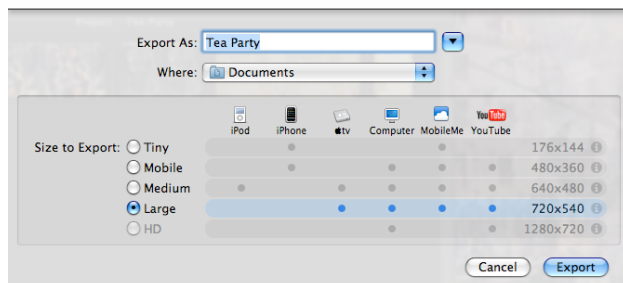 Export As: Tea Party
Where: Documents
iPod iPhone tv Computer MobileMe YouTube
Size to Export: Tiny 176x144
Mobile 480x360
Medium 640x480
Large 720x540
HD 1280x720
Cancel Export